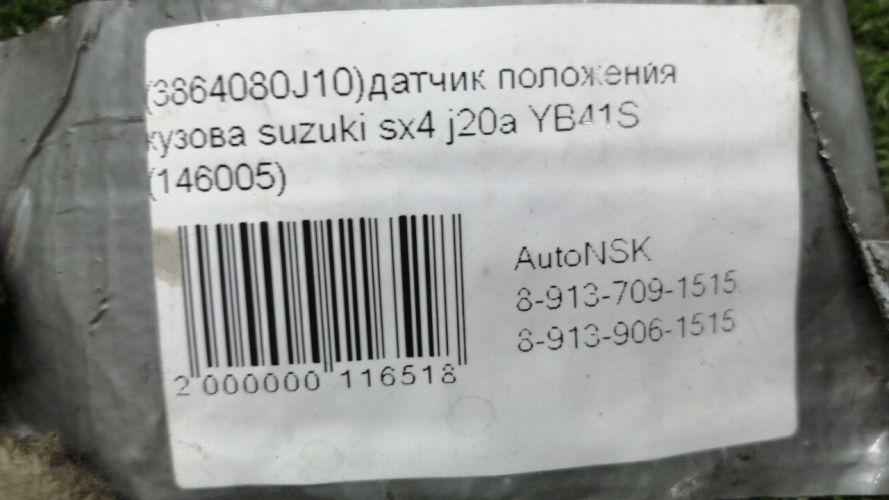 (3864080J10)датчик положения
кузова suzuki sx4 j20a YB41S
(146005)
AutoNSK
8-913-709-1515
8-913-906-1515
2 000000 116518